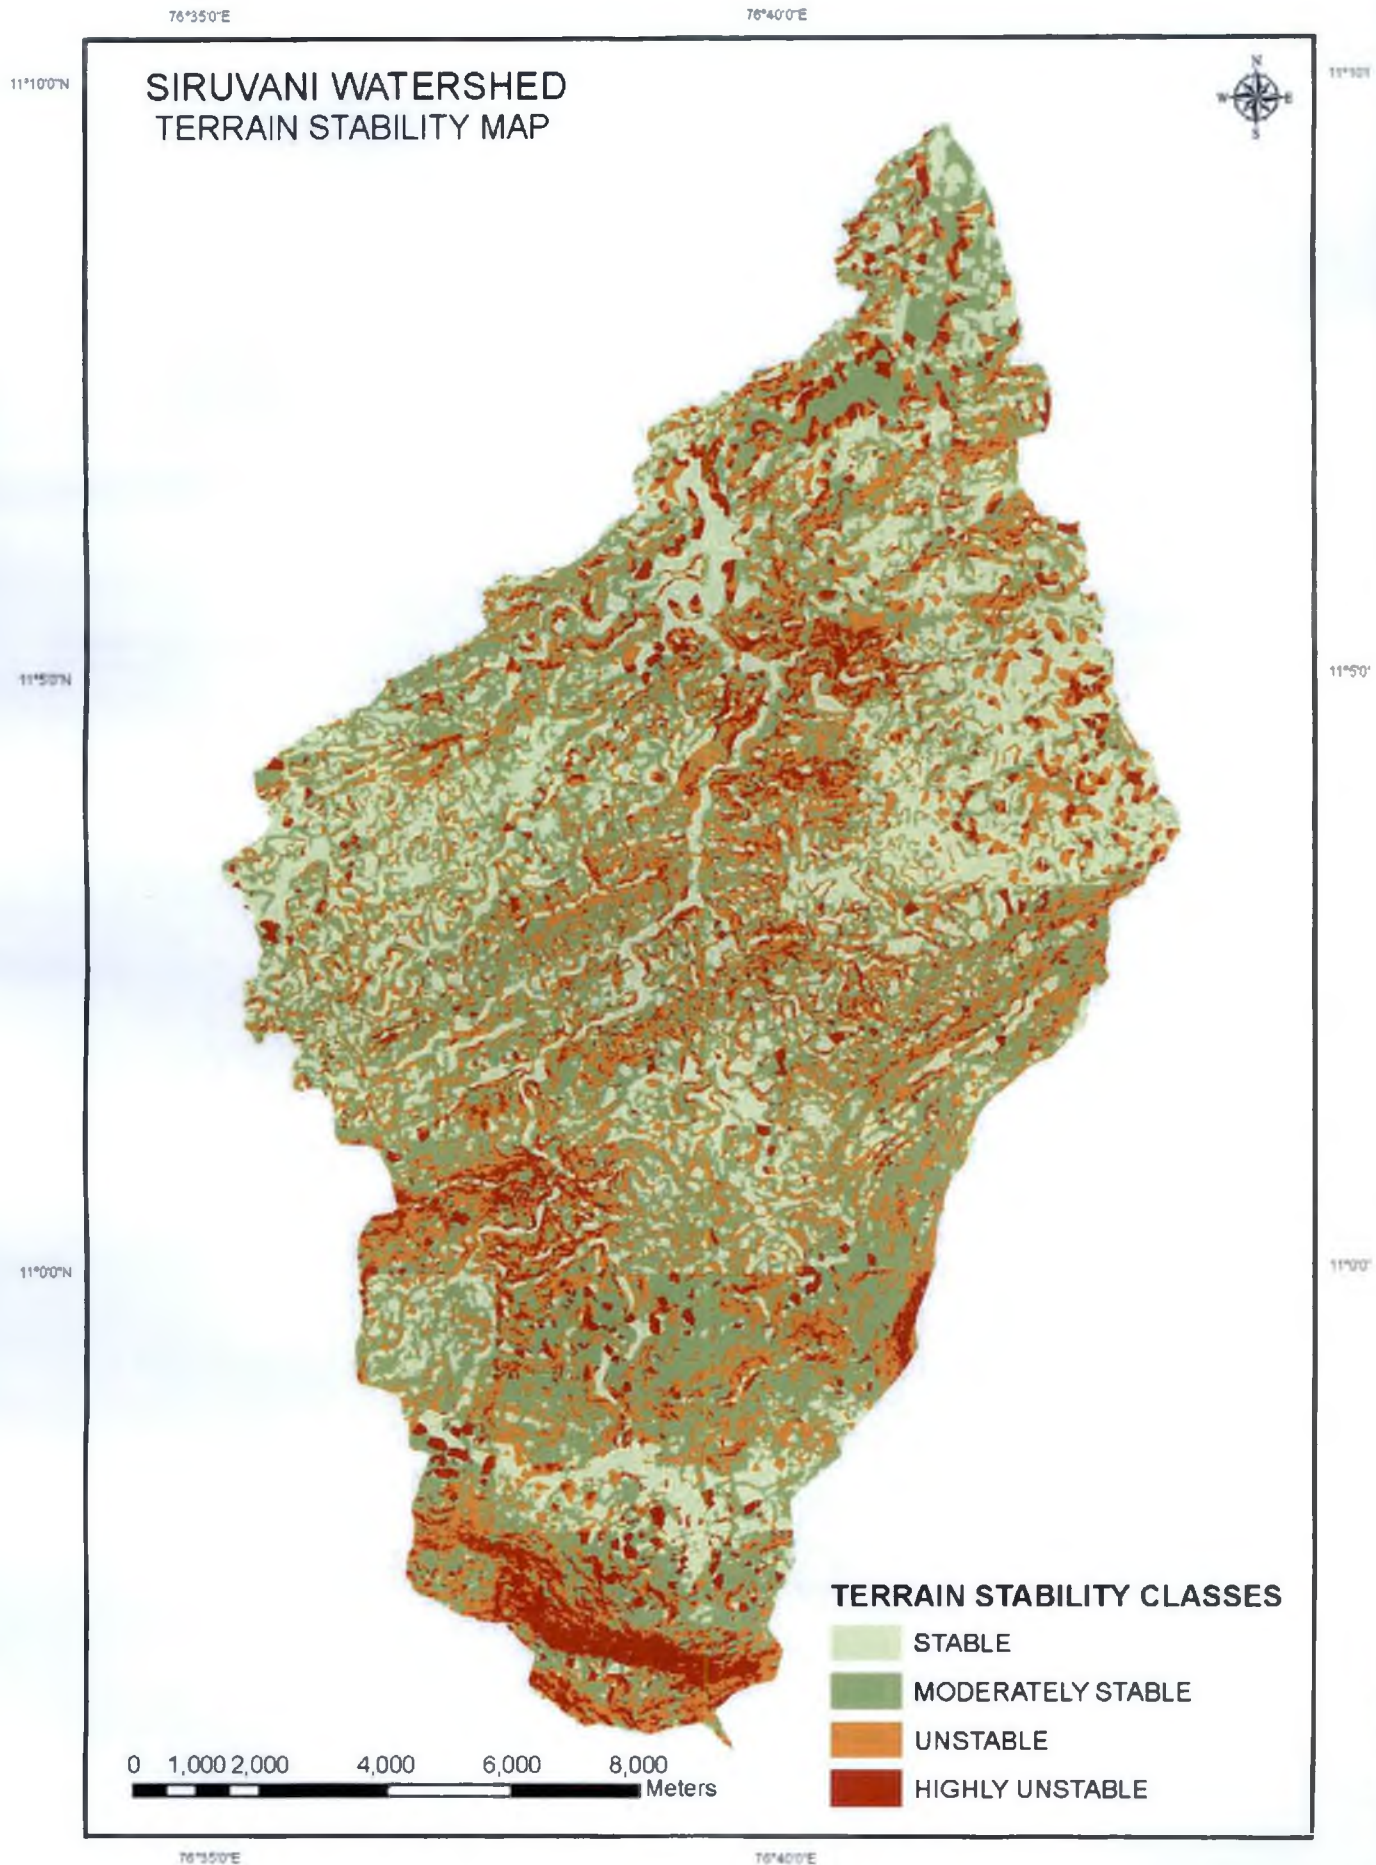 76°35'0"E 76°40'0"E
11°10'0"N
SIRUVANI WATERSHED
TERRAIN STABILITY MAP
N
W E
S
11°5'0"N 11°5'0'
11°0'0"N 11°0'0'
TERRAIN STABILITY CLASSES
STABLE
MODERATELY STABLE
UNSTABLE
HIGHLY UNSTABLE
0 1,000 2,000 4,000 6,000 8,000
Meters
76°35'0"E 76°40'0"E